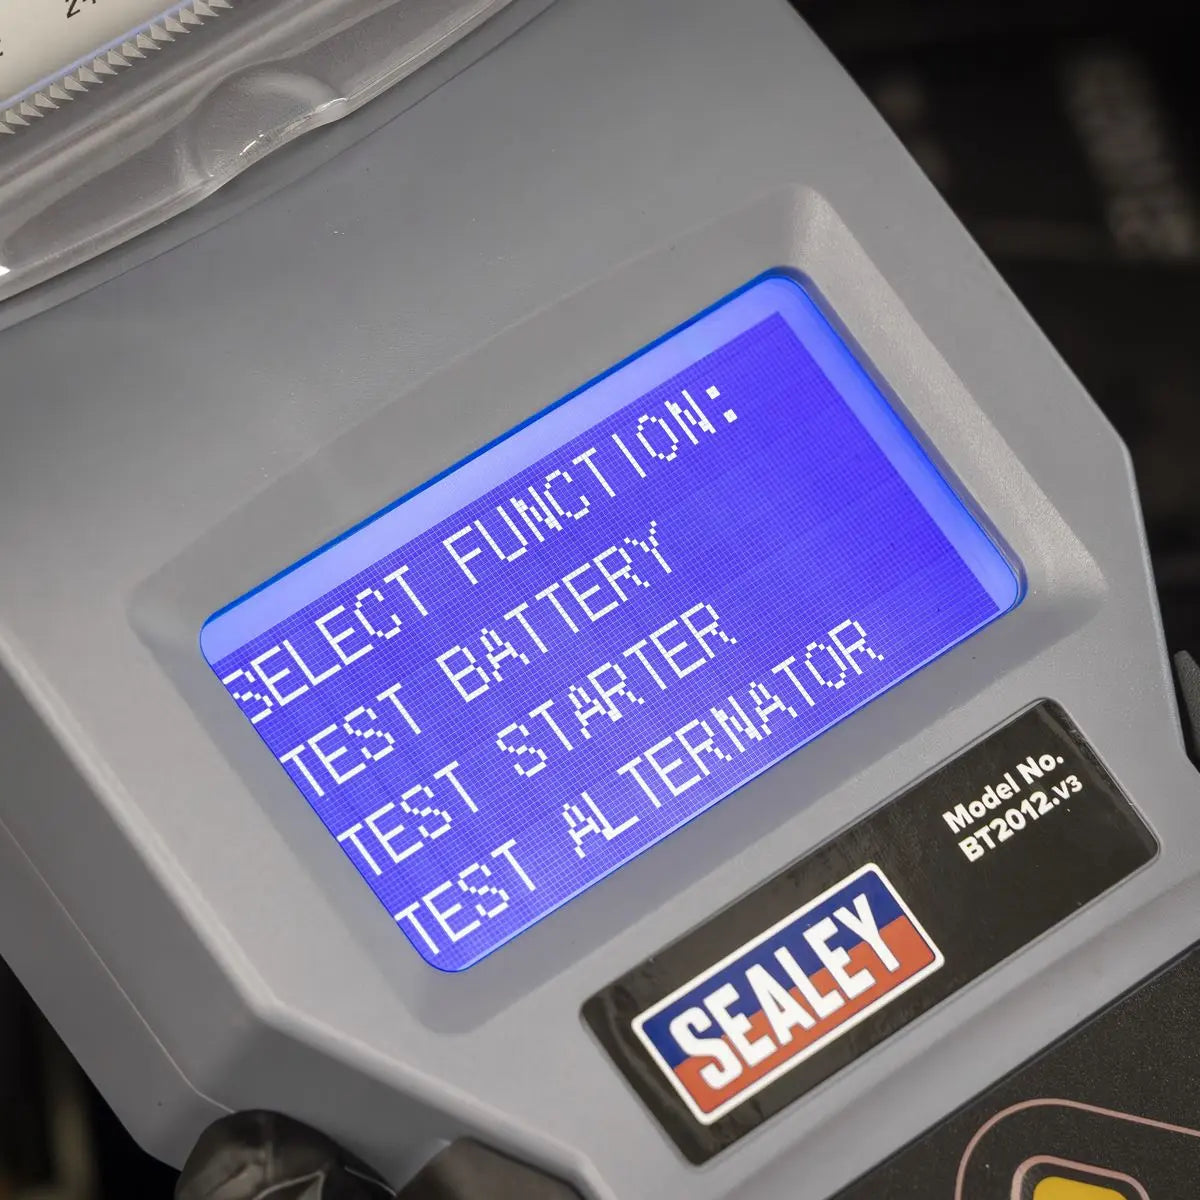 SELECT FUNCTION:
TEST BATTERY
TEST STARTER
TEST ALTERNATOR
Model No.
BT2012.V3
SEALEY